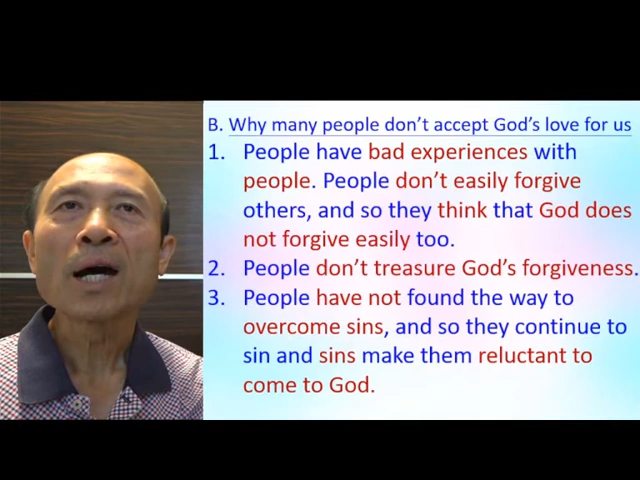 B. Why many people don't accept God's love for us
1. People have bad experiences with
people. People don't easily forgive
others, and so they think that God does
not forgive easily too.
2. People don't treasure God's forgiveness.
3. People have not found the way to
overcome sins, and so they continue to
sin and sins make them reluctant to
come to God.